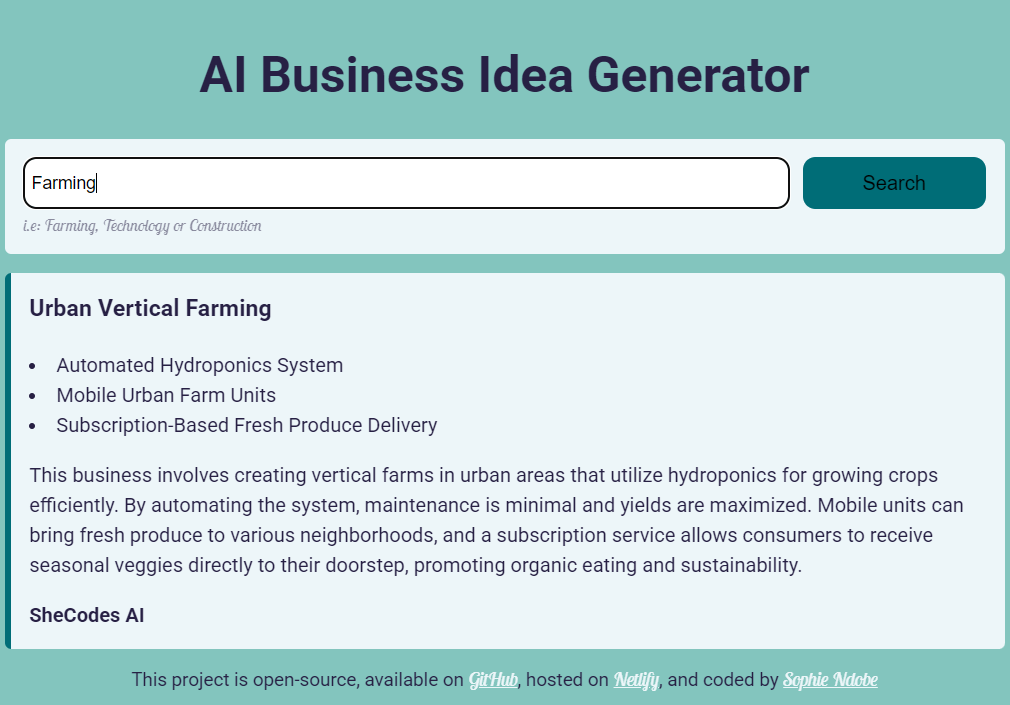 AI Business Idea Generator
Farming
Search
i.e: Farming, Technology or Construction
Urban Vertical Farming
• Automated Hydroponics System
• Mobile Urban Farm Units
• Subscription-Based Fresh Produce Delivery
This business involves creating vertical farms in urban areas that utilize hydroponics for growing crops
efficiently. By automating the system, maintenance is minimal and yields are maximized. Mobile units can
bring fresh produce to various neighborhoods, and a subscription service allows consumers to receive
seasonal veggies directly to their doorstep, promoting organic eating and sustainability.
SheCodes AI
This project is open-source, available on GitHub, hosted on Netlify, and coded by Sophie Ndobe